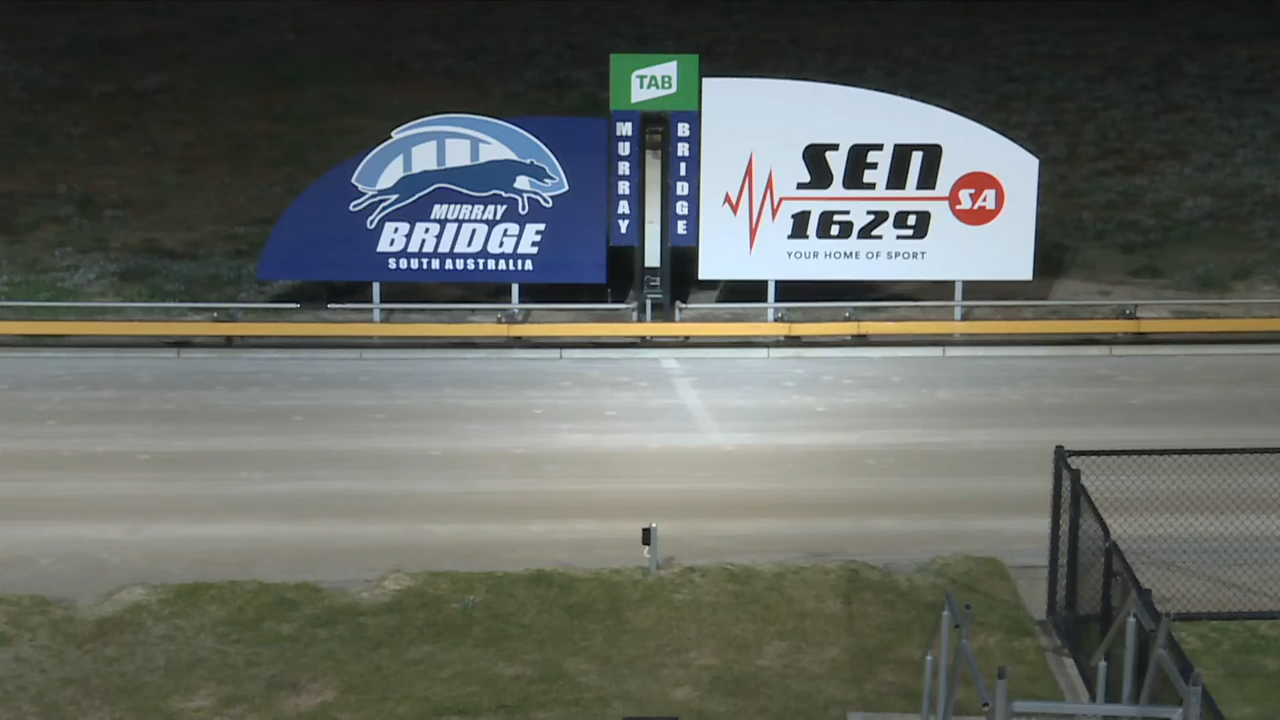 TAB
MURRAY
BRIDGE
MURRAY
BRIDGE
SOUTH AUSTRALIA
SEN
SA
1629
YOUR HOME OF SPORT